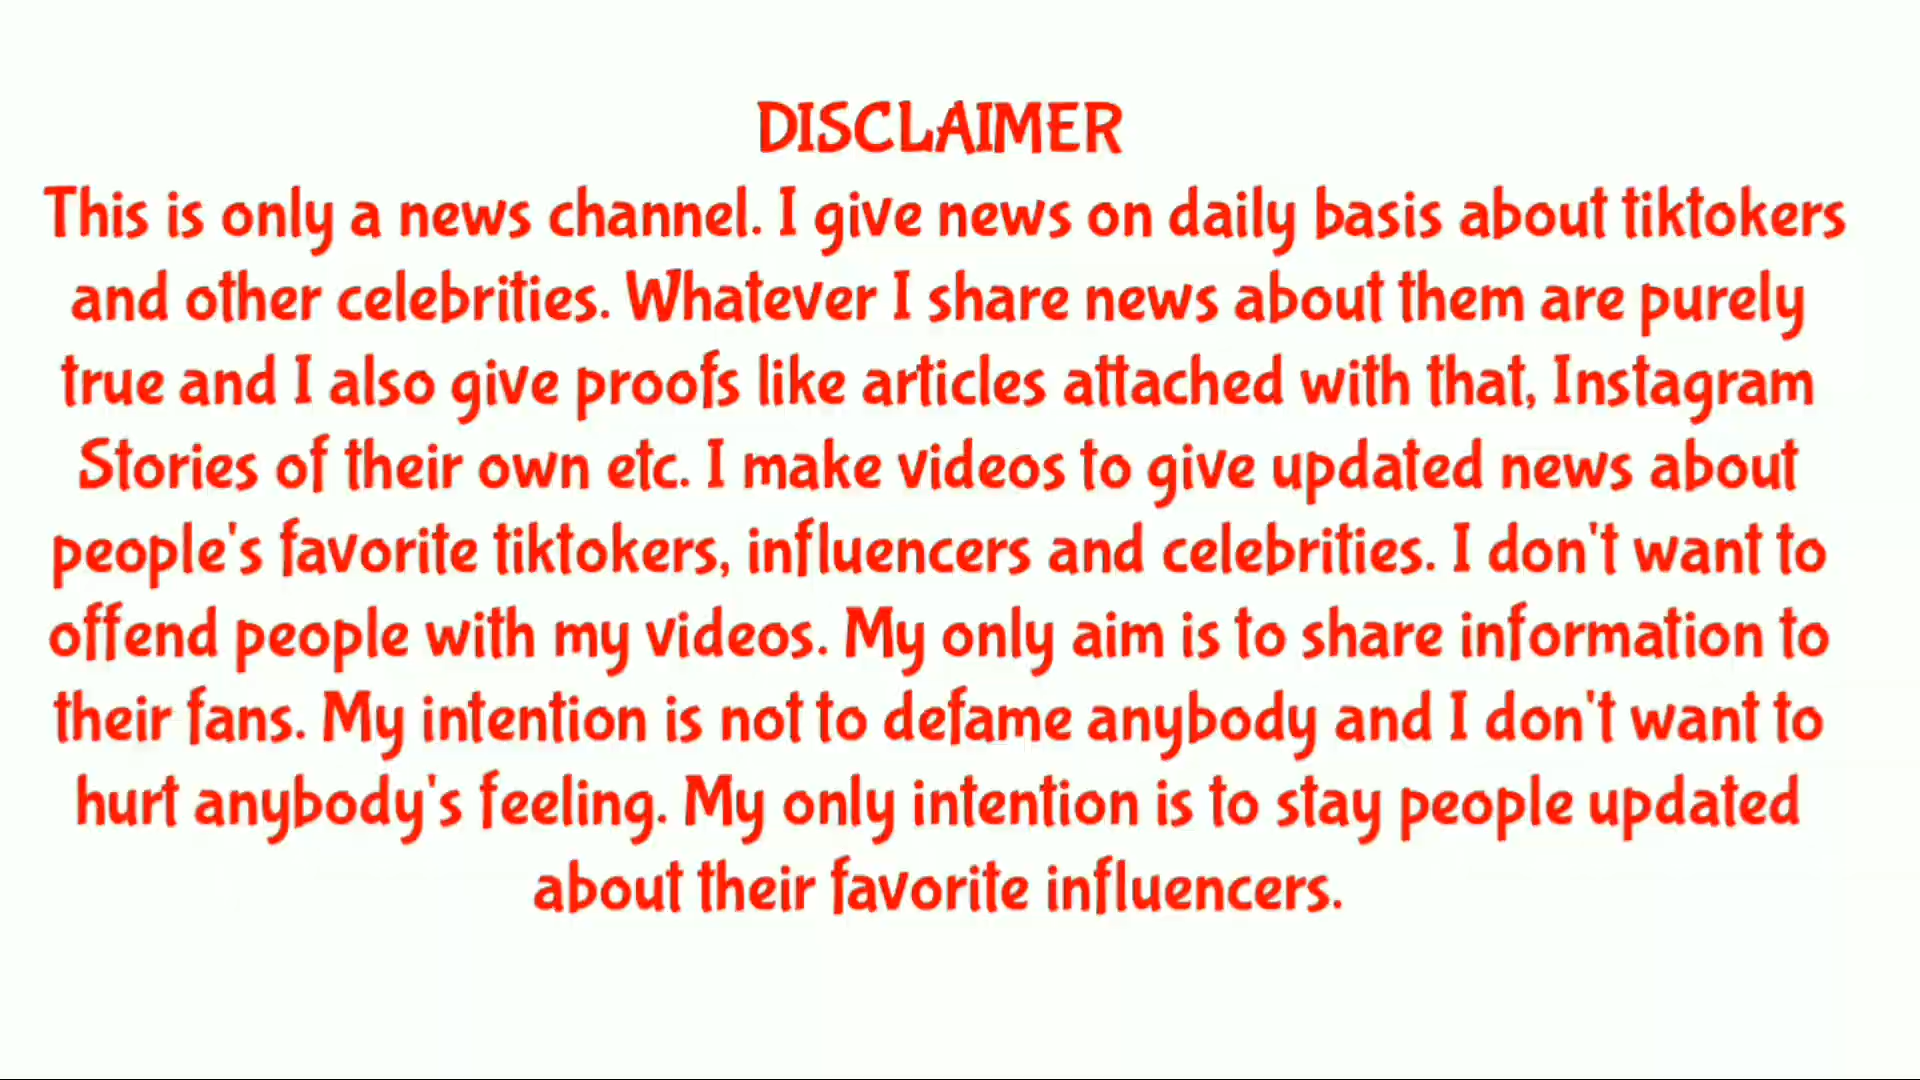 DISCLAIMER
This is only a news channel. I give news on daily basis about tiktokers
and other celebrities. Whatever I share news about them are purely
true and I also give proofs like articles attached with that, Instagram
Stories of their own etc. I make videos to give updated news about
people's favorite tiktokers, influencers and celebrities. I don't want to
offend people with my videos. My only aim is to share information to
their fans. My intention is not to defame anybody and I don't want to
hurt anybody's feeling. My only intention is to stay people updated
about their favorite influencers.